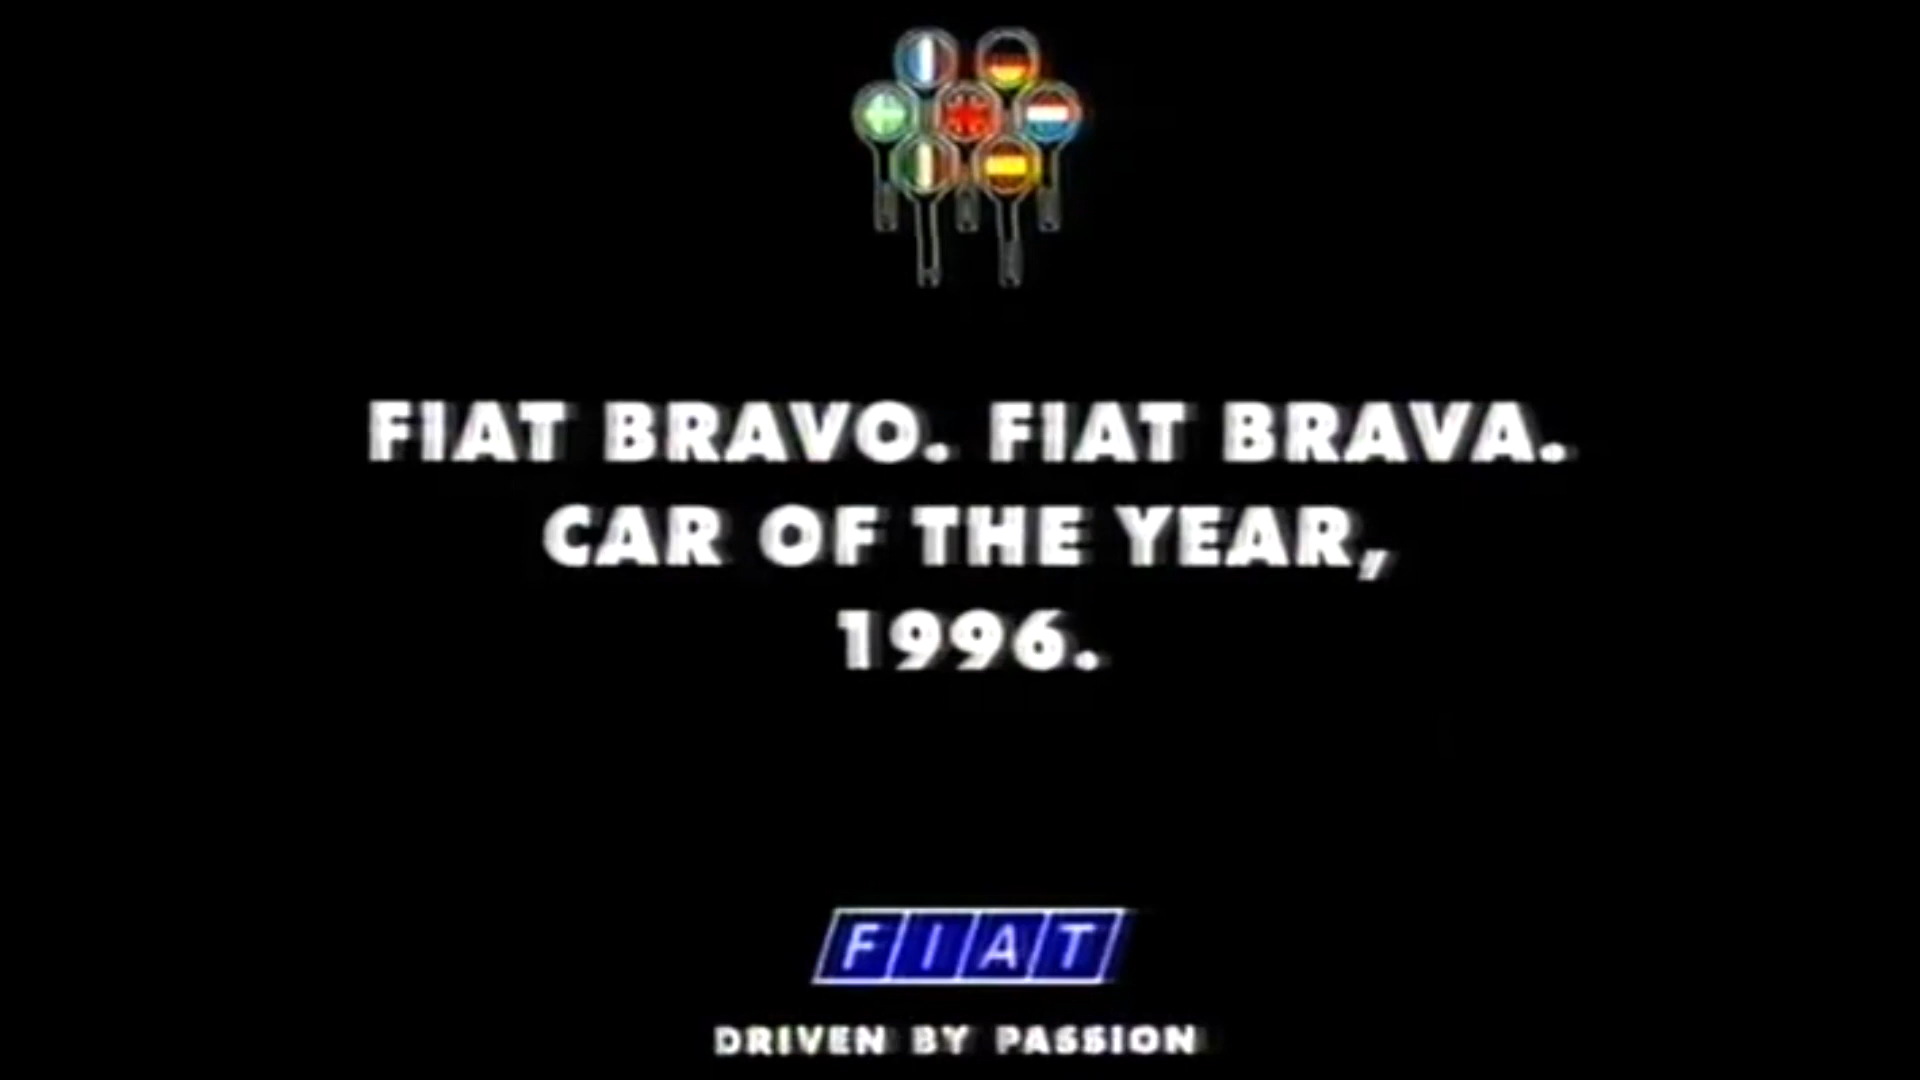 FIAT BRAVO. FIAT BRAVA.
CAR OF THE YEAR,
1996.
FIAT
DRIVEN BY PASSION